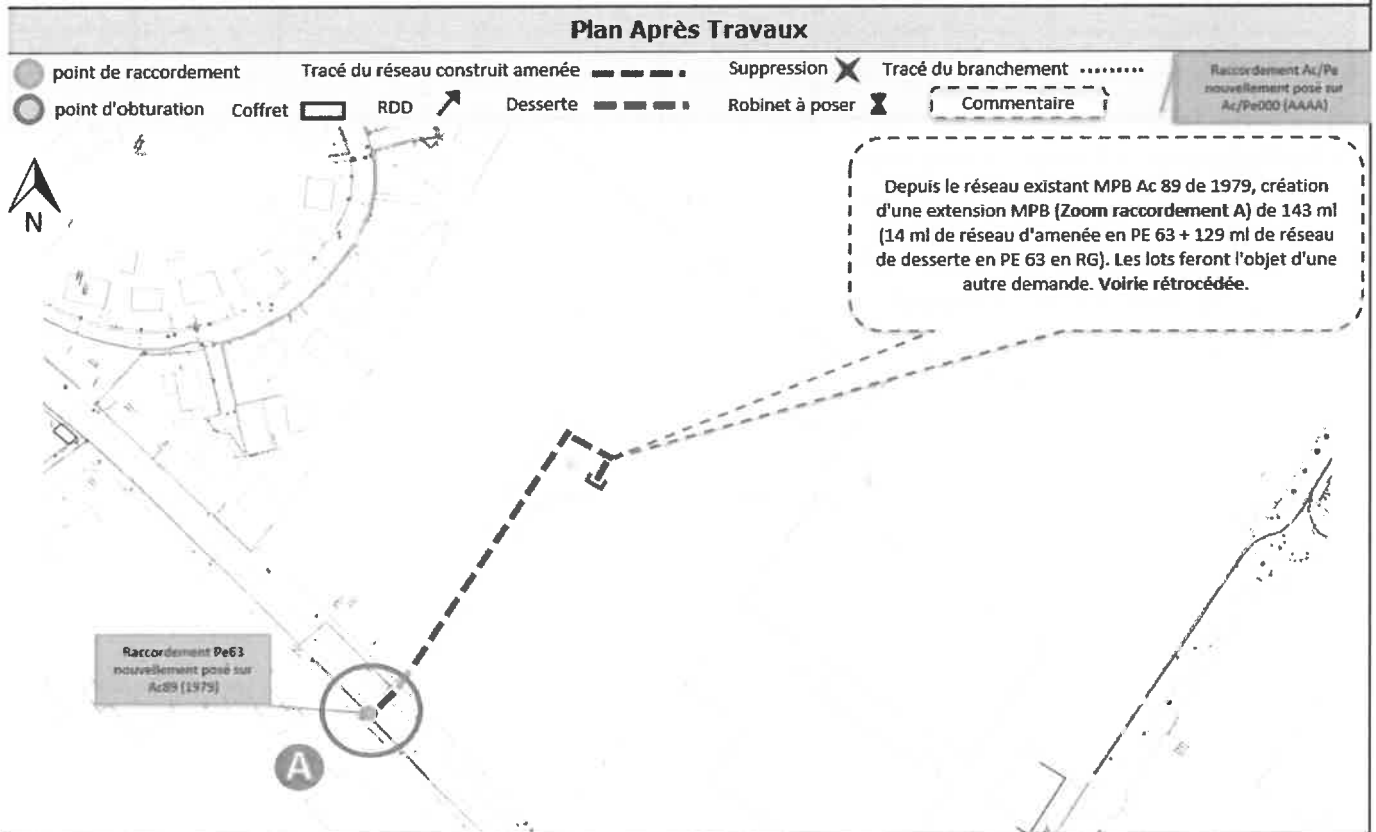 Plan Après Travaux
point de raccordement Tracé du réseau construit amenée Suppression Tracé du branchement
point d'obturation Coffret RDD Desserte Robinet à poser Commentaire
Raccordement Ac/Pe
nouvellement posé sur
Ac/Pe000 (AAAA)
N
Depuis le réseau existant MPB Ac 89 de 1979, création
d'une extension MPB (Zoom raccordement A) de 143 ml
(14 ml de réseau d'amenée en PE 63 + 129 ml de réseau
de desserte en PE 63 en RG). Les lots feront l'objet d'une
autre demande. Voirie rétrocédée.
Raccordement Pe63
nouvellement posé sur
Ac89 (1979)
A